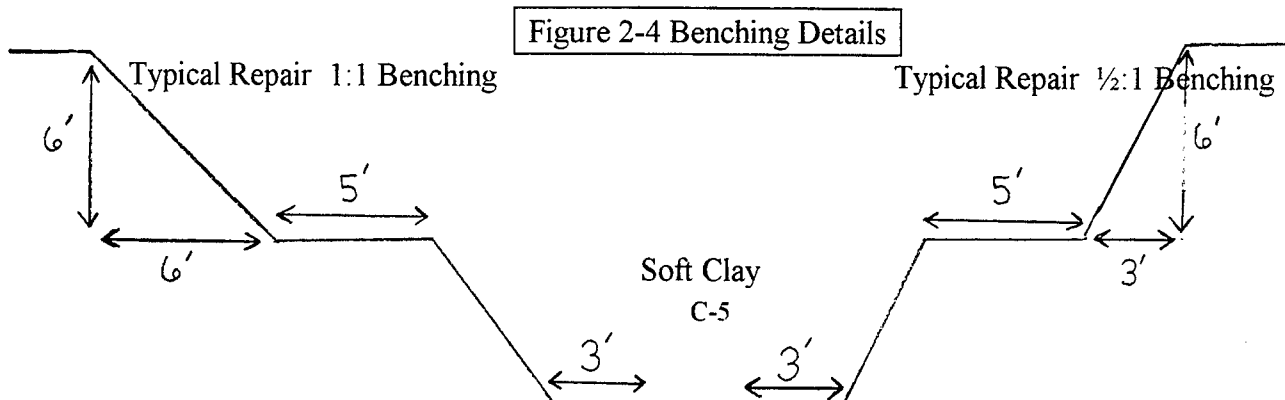 Figure 2-4 Benching Details
Typical Repair 1:1 Benching
Typical Repair ½:1 Benching
6'
6'
5'
5'
6'
3'
Soft Clay
C-5
3'
3'